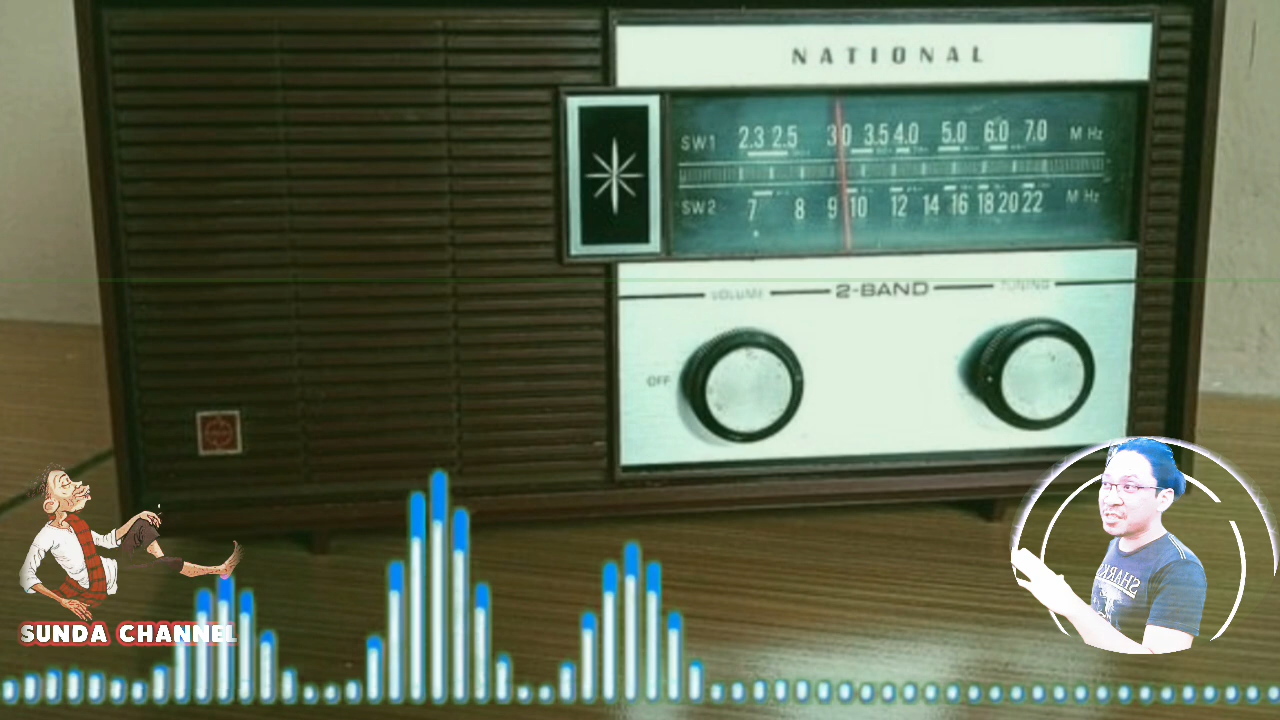 NATIONAL
SW1 2.3 2.5 3.0 3.5 4.0 5.0 6.0 7.0 MHz
SW2 7 8 9 10 12 14 16 18 20 22 MHz
VOLUME 2-BAND TUNING
OFF
SUNDA CHANNEL